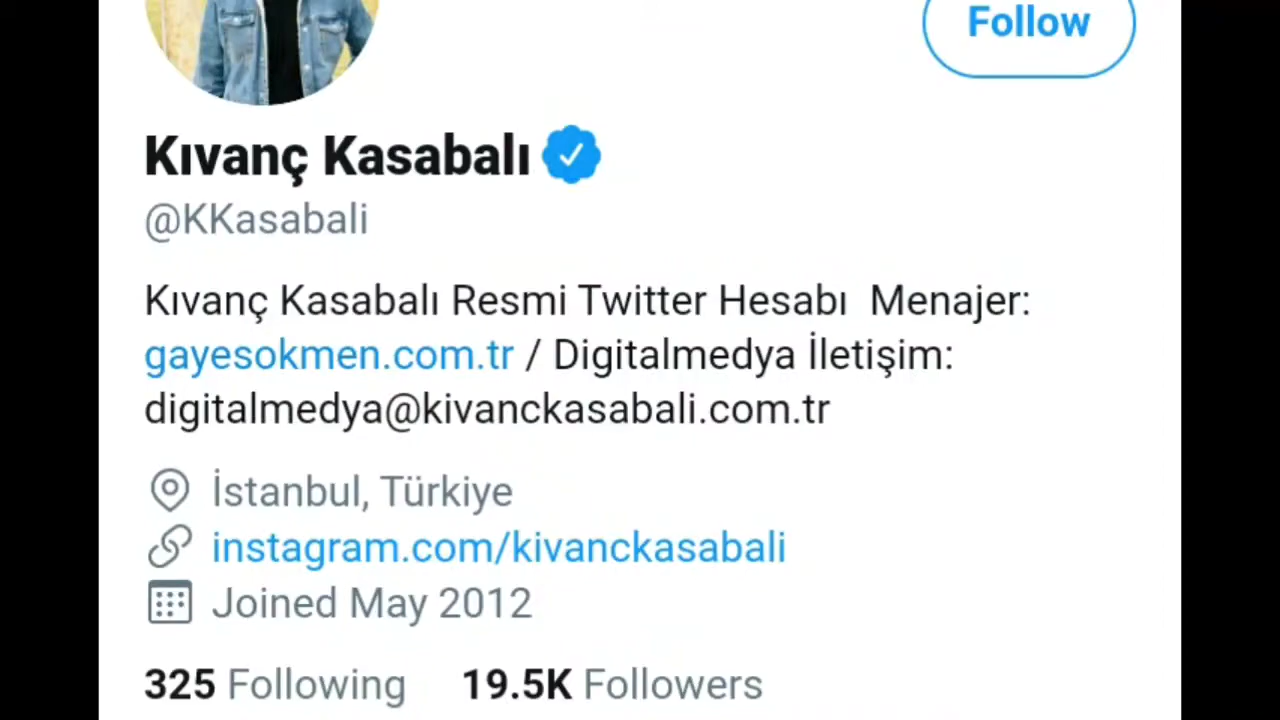 Follow
Kıvanç Kasabalı
@KKasabali
Kıvanç Kasabalı Resmi Twitter Hesabı Menajer:
gayesokmen.com.tr / Digitalmedya İletişim:
digitalmedya@kivanckasabali.com.tr
İstanbul, Türkiye
instagram.com/kivanckasabali
Joined May 2012
325 Following 19.5K Followers